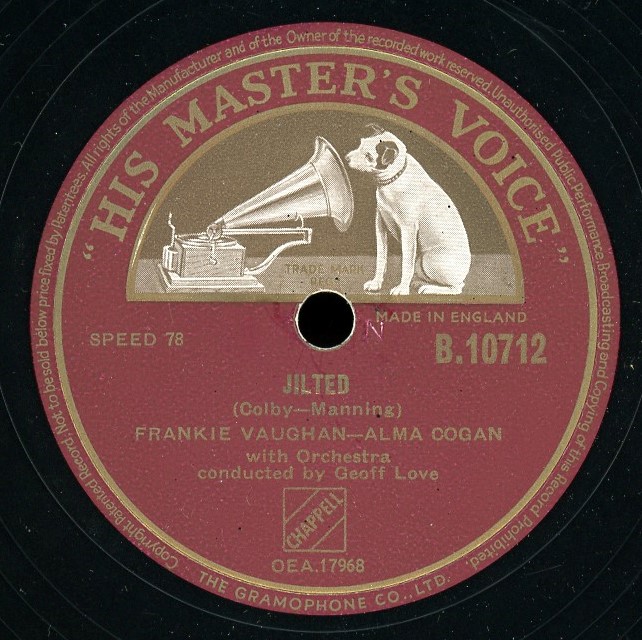 Copyright Patented Record, Not to be sold below price fixed by Patentees. All rights of the Manufacturer and of the Owner of the recorded work reserved. Unauthorised Public Performance, Broadcasting and Copying of this Record Prohibited.
"HIS MASTER'S VOICE"
TRADE MARK
MADE IN ENGLAND
SPEED 78
B.10712
JILTED
(Colby—Manning)
FRANKIE VAUGHAN—ALMA COGAN
with Orchestra
conducted by Geoff Love
CHAPPELL
OEA.17968
THE GRAMOPHONE CO., LTD.